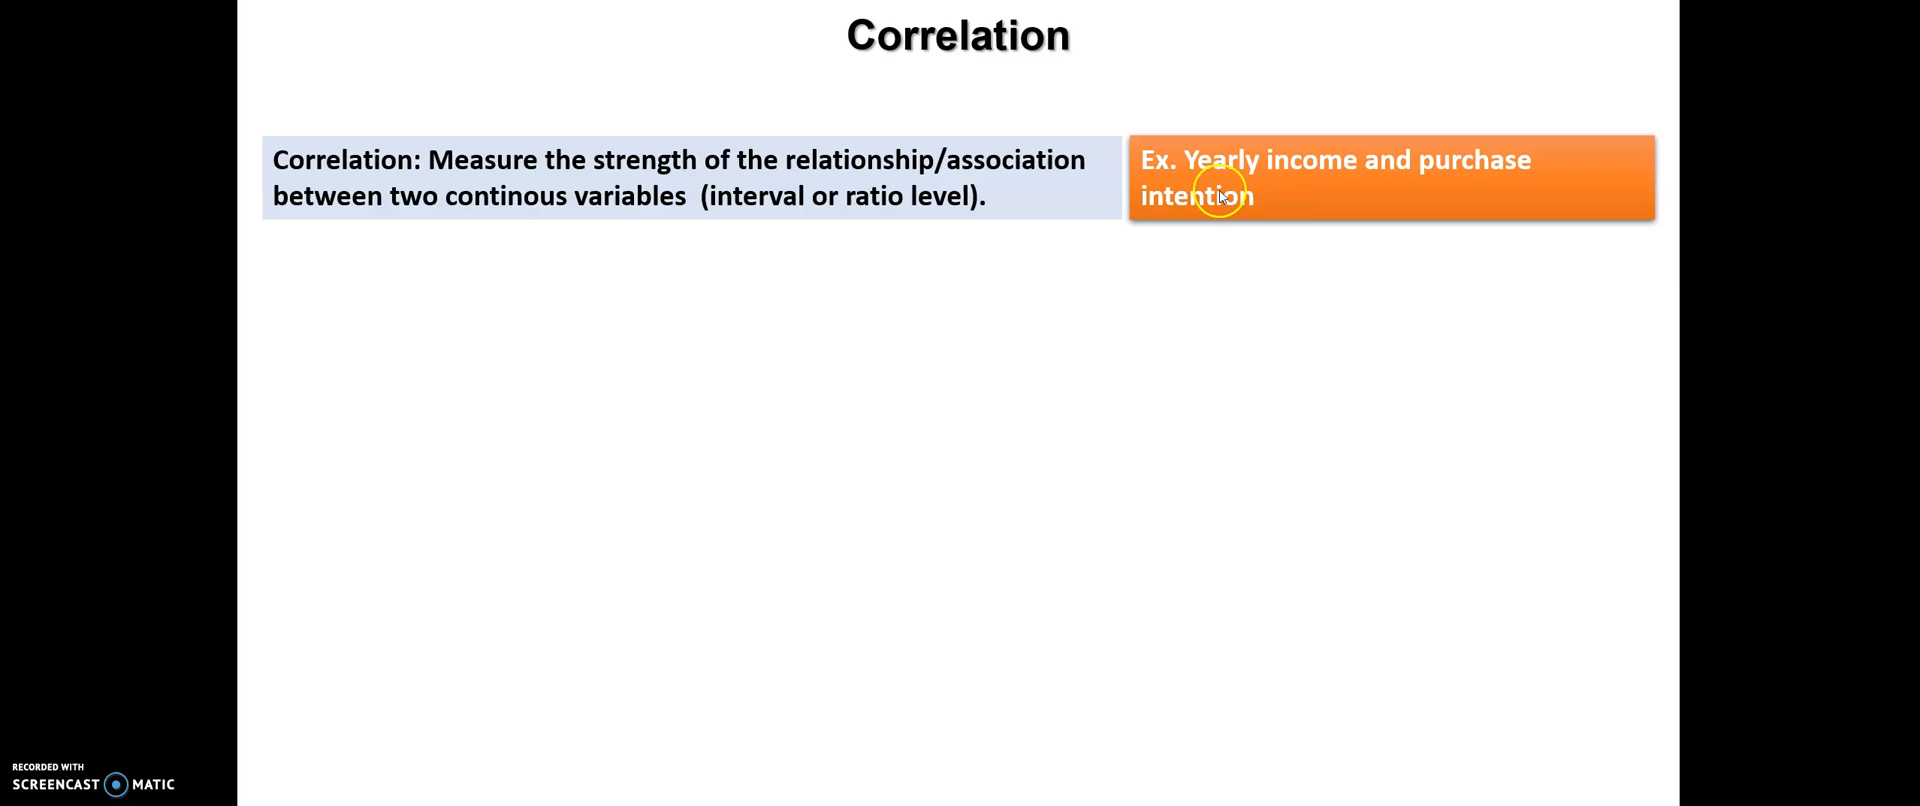 Correlation
Correlation: Measure the strength of the relationship/association
between two continous variables (interval or ratio level).
Ex. Yearly income and purchase
intention
RECORDED WITH
SCREENCAST MATIC